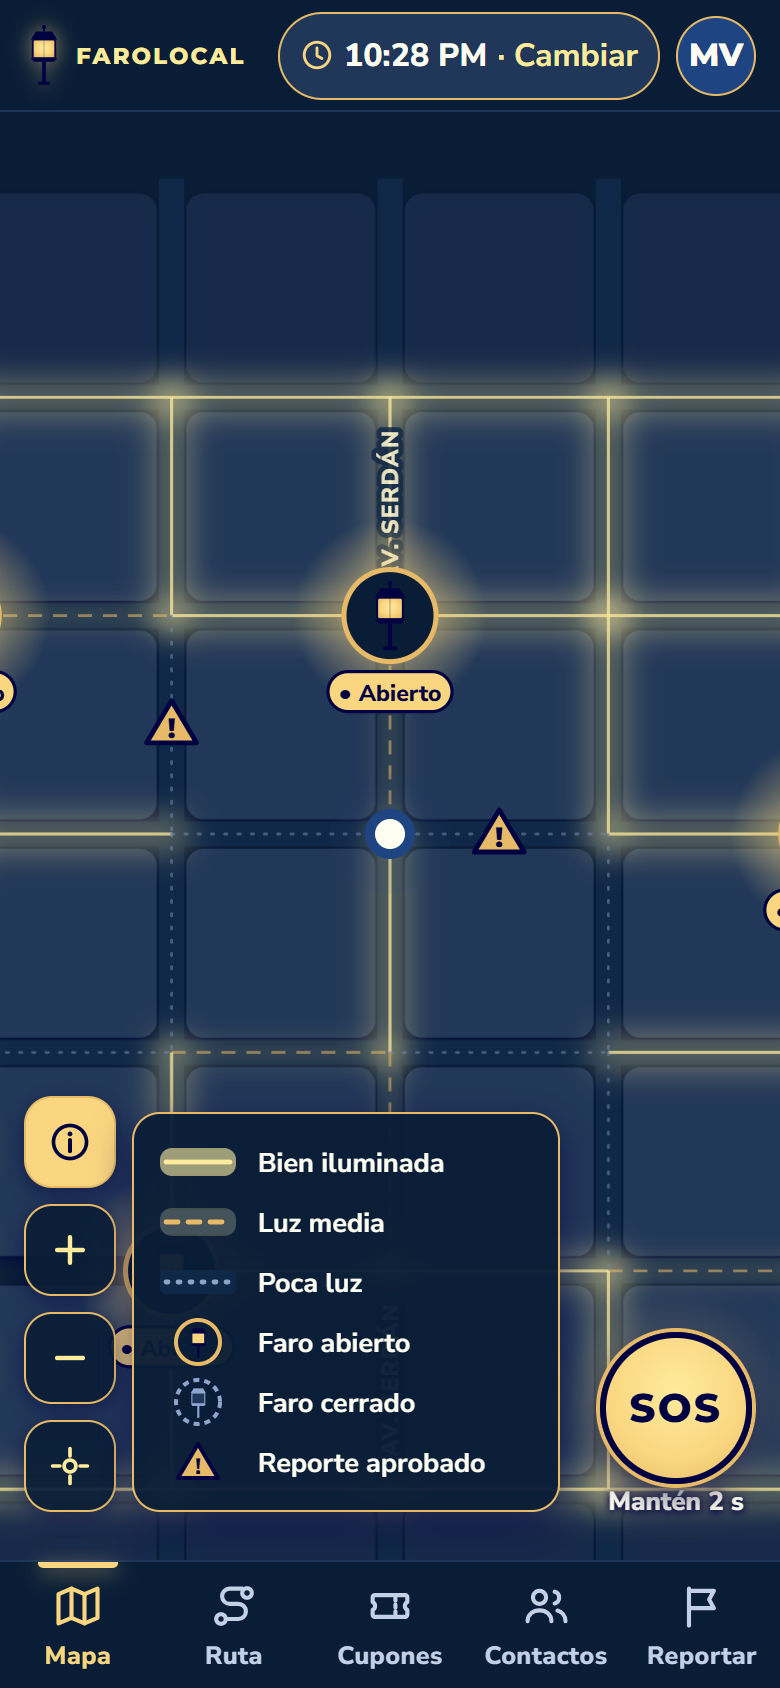 FAROLOCAL
10:28 PM · Cambiar
MV
V. SERDÁN
• Abierto
Bien iluminada
Luz media
Poca luz
Faro abierto
Faro cerrado
Reporte aprobado
SOS
Mantén 2 s
Mapa
Ruta
Cupones
Contactos
Reportar